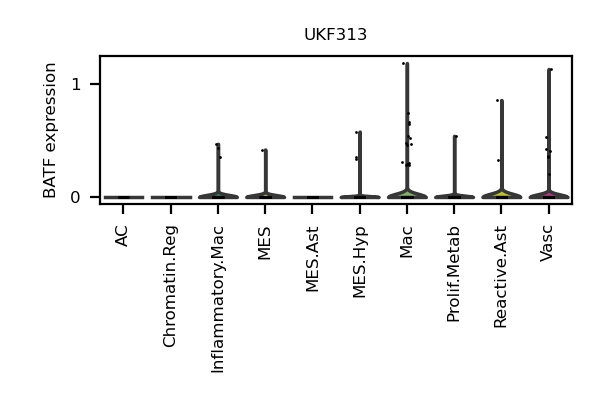 UKF313
BATF expression
1
0
AC
Chromatin.Reg
Inflammatory.Mac
MES
MES.Ast
MES.Hyp
Mac
Prolif.Metab
Reactive.Ast
Vasc